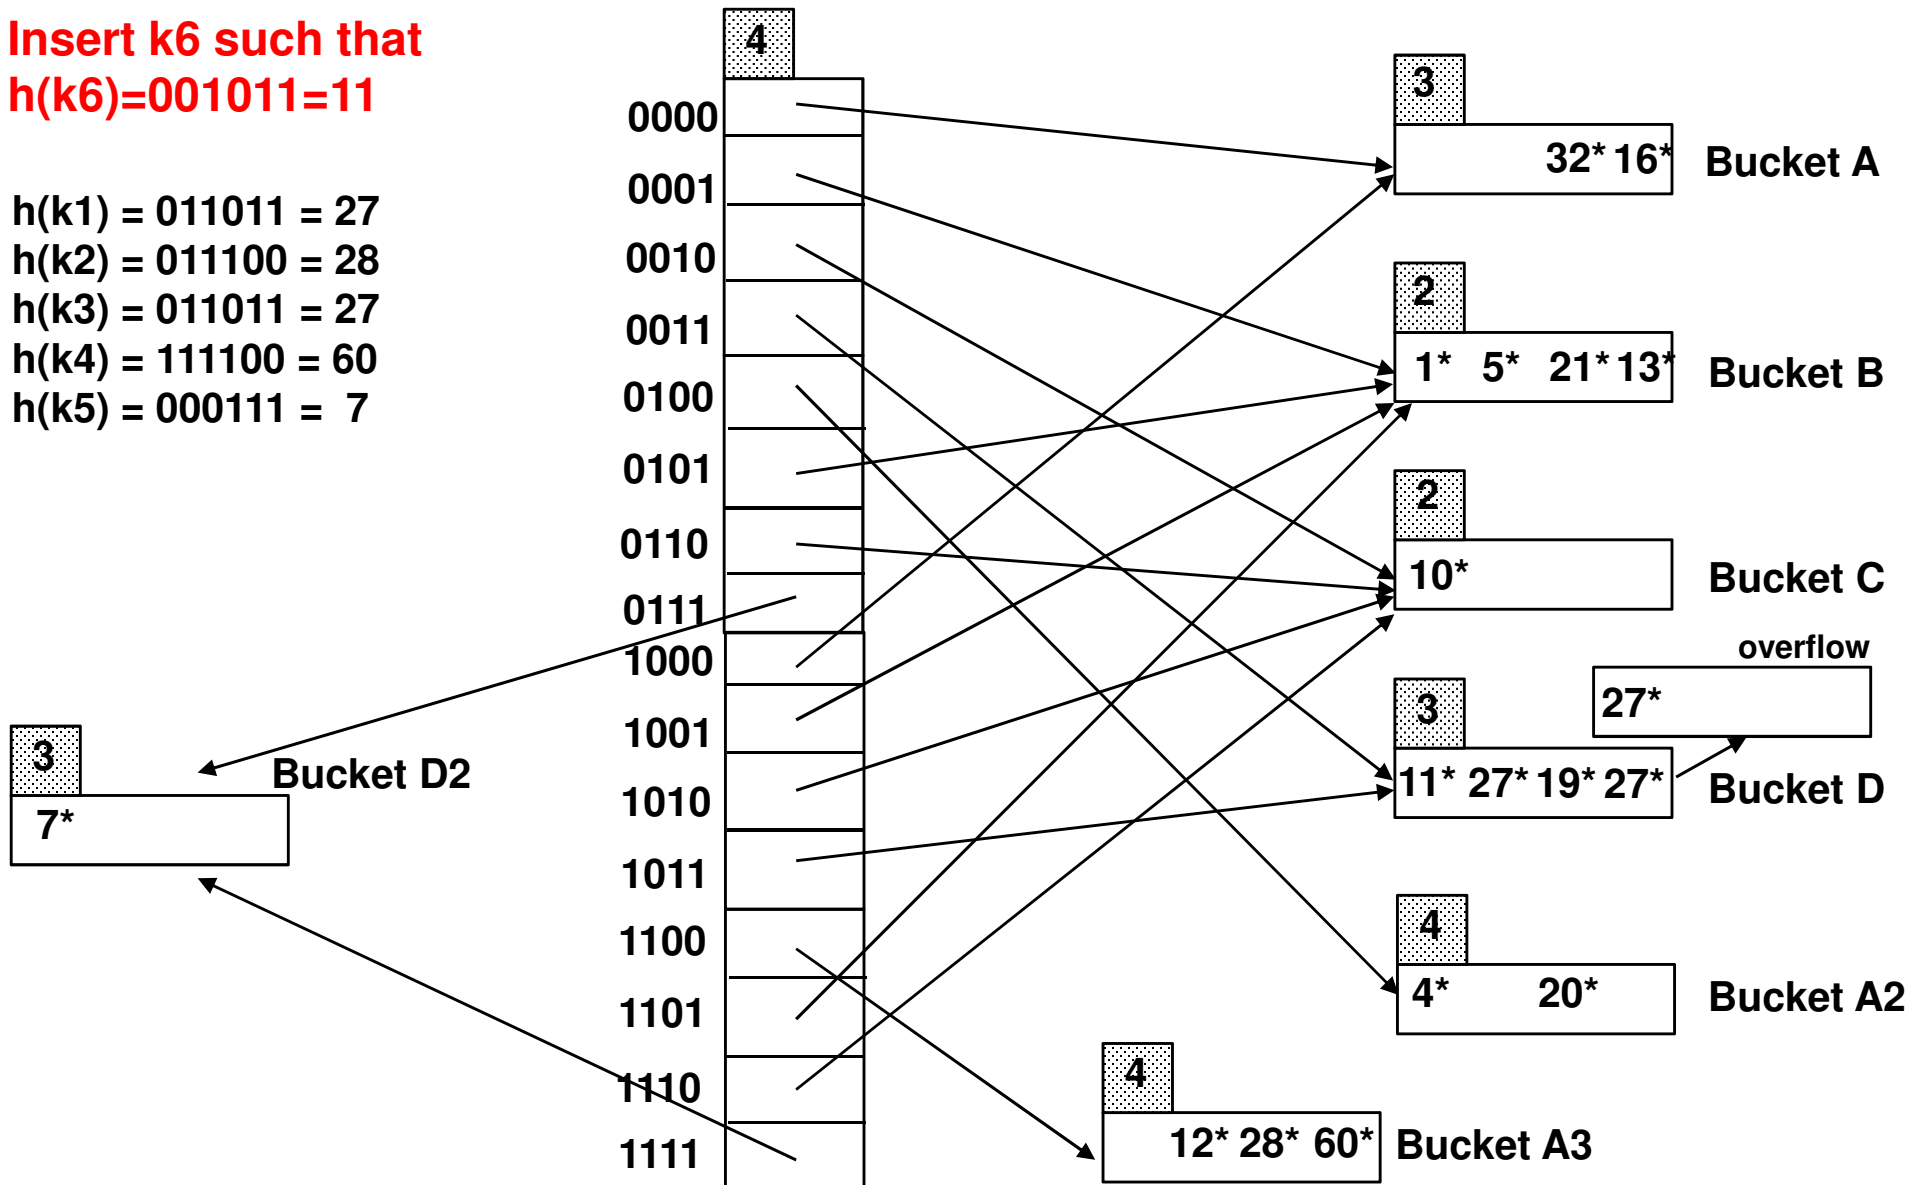 Insert k6 such that
h(k6)=001011=11
h(k1) = 011011 = 27
h(k2) = 011100 = 28
h(k3) = 011011 = 27
h(k4) = 111100 = 60
h(k5) = 000111 = 7
4
0000
0001
0010
0011
0100
0101
0110
0111
1000
1001
1010
1011
1100
1101
1110
1111
3
32* 16* Bucket A
2
1* 5* 21* 13* Bucket B
2
10* Bucket C
overflow
27*
3
11* 27* 19* 27* Bucket D
4
4* 20* Bucket A2
4
12* 28* 60* Bucket A3
3
Bucket D2
7*